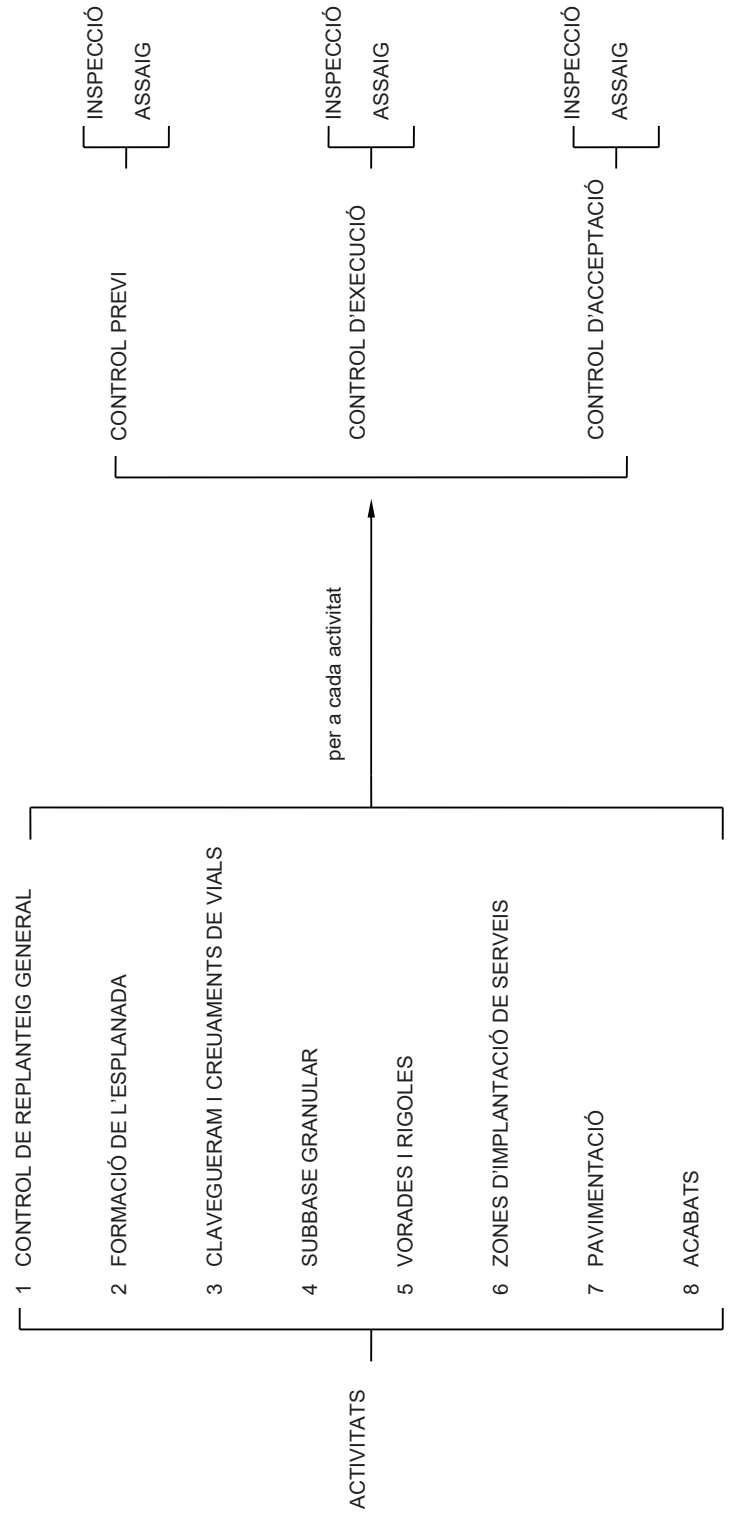 ACTIVITATS
1 CONTROL DE REPLANTEIG GENERAL
2 FORMACIÓ DE L'ESPLANADA
3 CLAVEGUERAM I CREUAMENTS DE VIALS
4 SUBBASE GRANULAR
5 VORADES I RIGOLES
6 ZONES D'IMPLANTACIÓ DE SERVEIS
7 PAVIMENTACIÓ
8 ACABATS
per a cada activitat
CONTROL PREVI
INSPECCIÓ
ASSAIG
CONTROL D'EXECUCIÓ
INSPECCIÓ
ASSAIG
CONTROL D'ACCEPTACIÓ
INSPECCIÓ
ASSAIG